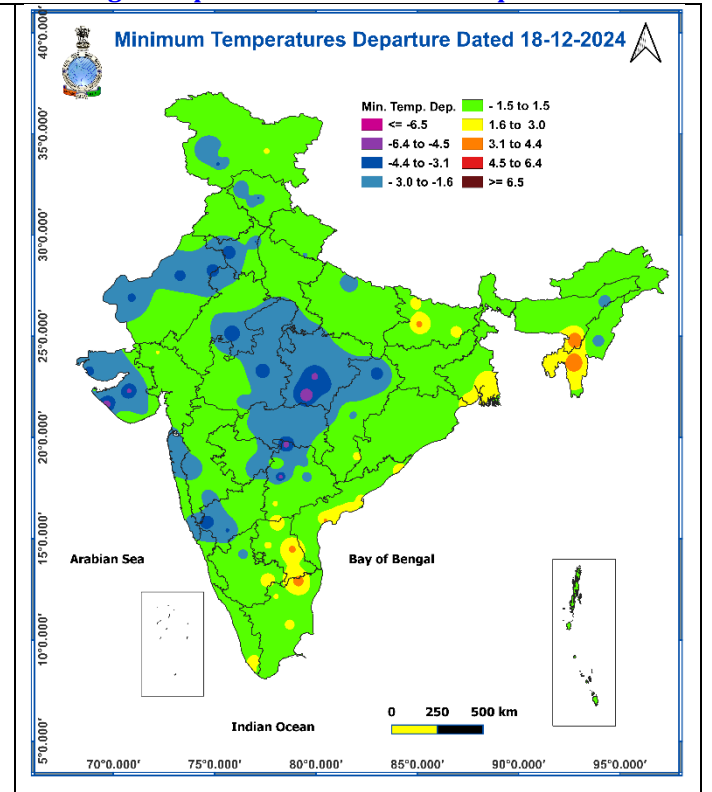 Minimum Temperatures Departure Dated 18-12-2024
Min. Temp. Dep.
<= -6.5
-6.4 to -4.5
-4.4 to -3.1
- 3.0 to -1.6
- 1.5 to 1.5
1.6 to 3.0
3.1 to 4.4
4.5 to 6.4
>= 6.5
40°0.000'
35°0.000'
30°0.000'
25°0.000'
20°0.000'
15°0.000'
10°0.000'
5°0.000'
Arabian Sea
Bay of Bengal
Indian Ocean
0 250 500 km
70°0.000' 75°0.000' 80°0.000' 85°0.000' 90°0.000' 95°0.000'